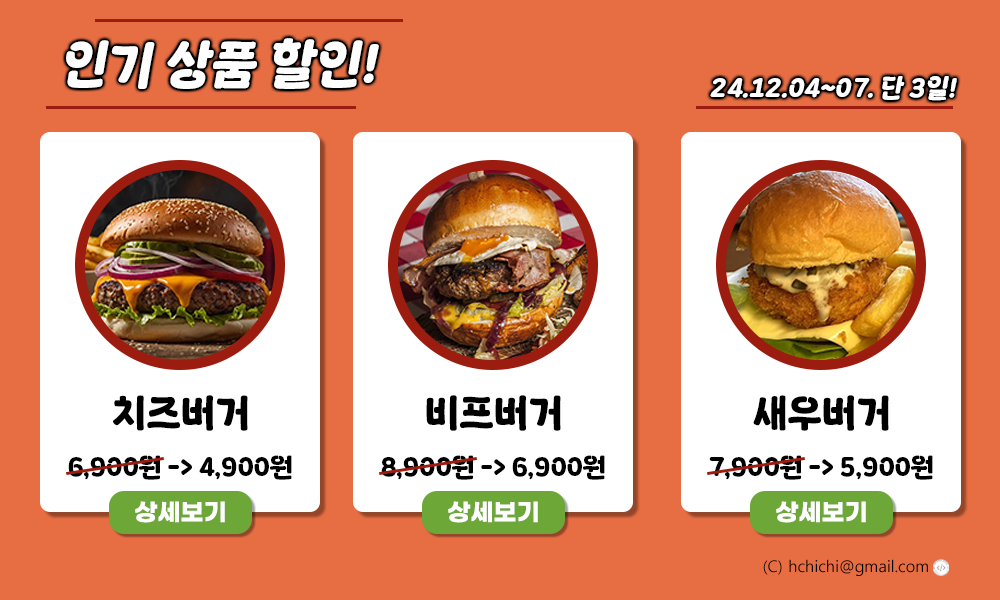 인기 상품 할인!
24.12.04~07. 단 3일!
치즈버거
6,900원 -> 4,900원
상세보기
비프버거
8,900원 -> 6,900원
상세보기
새우버거
7,900원 -> 5,900원
상세보기
(C) hchichi@gmail.com </>